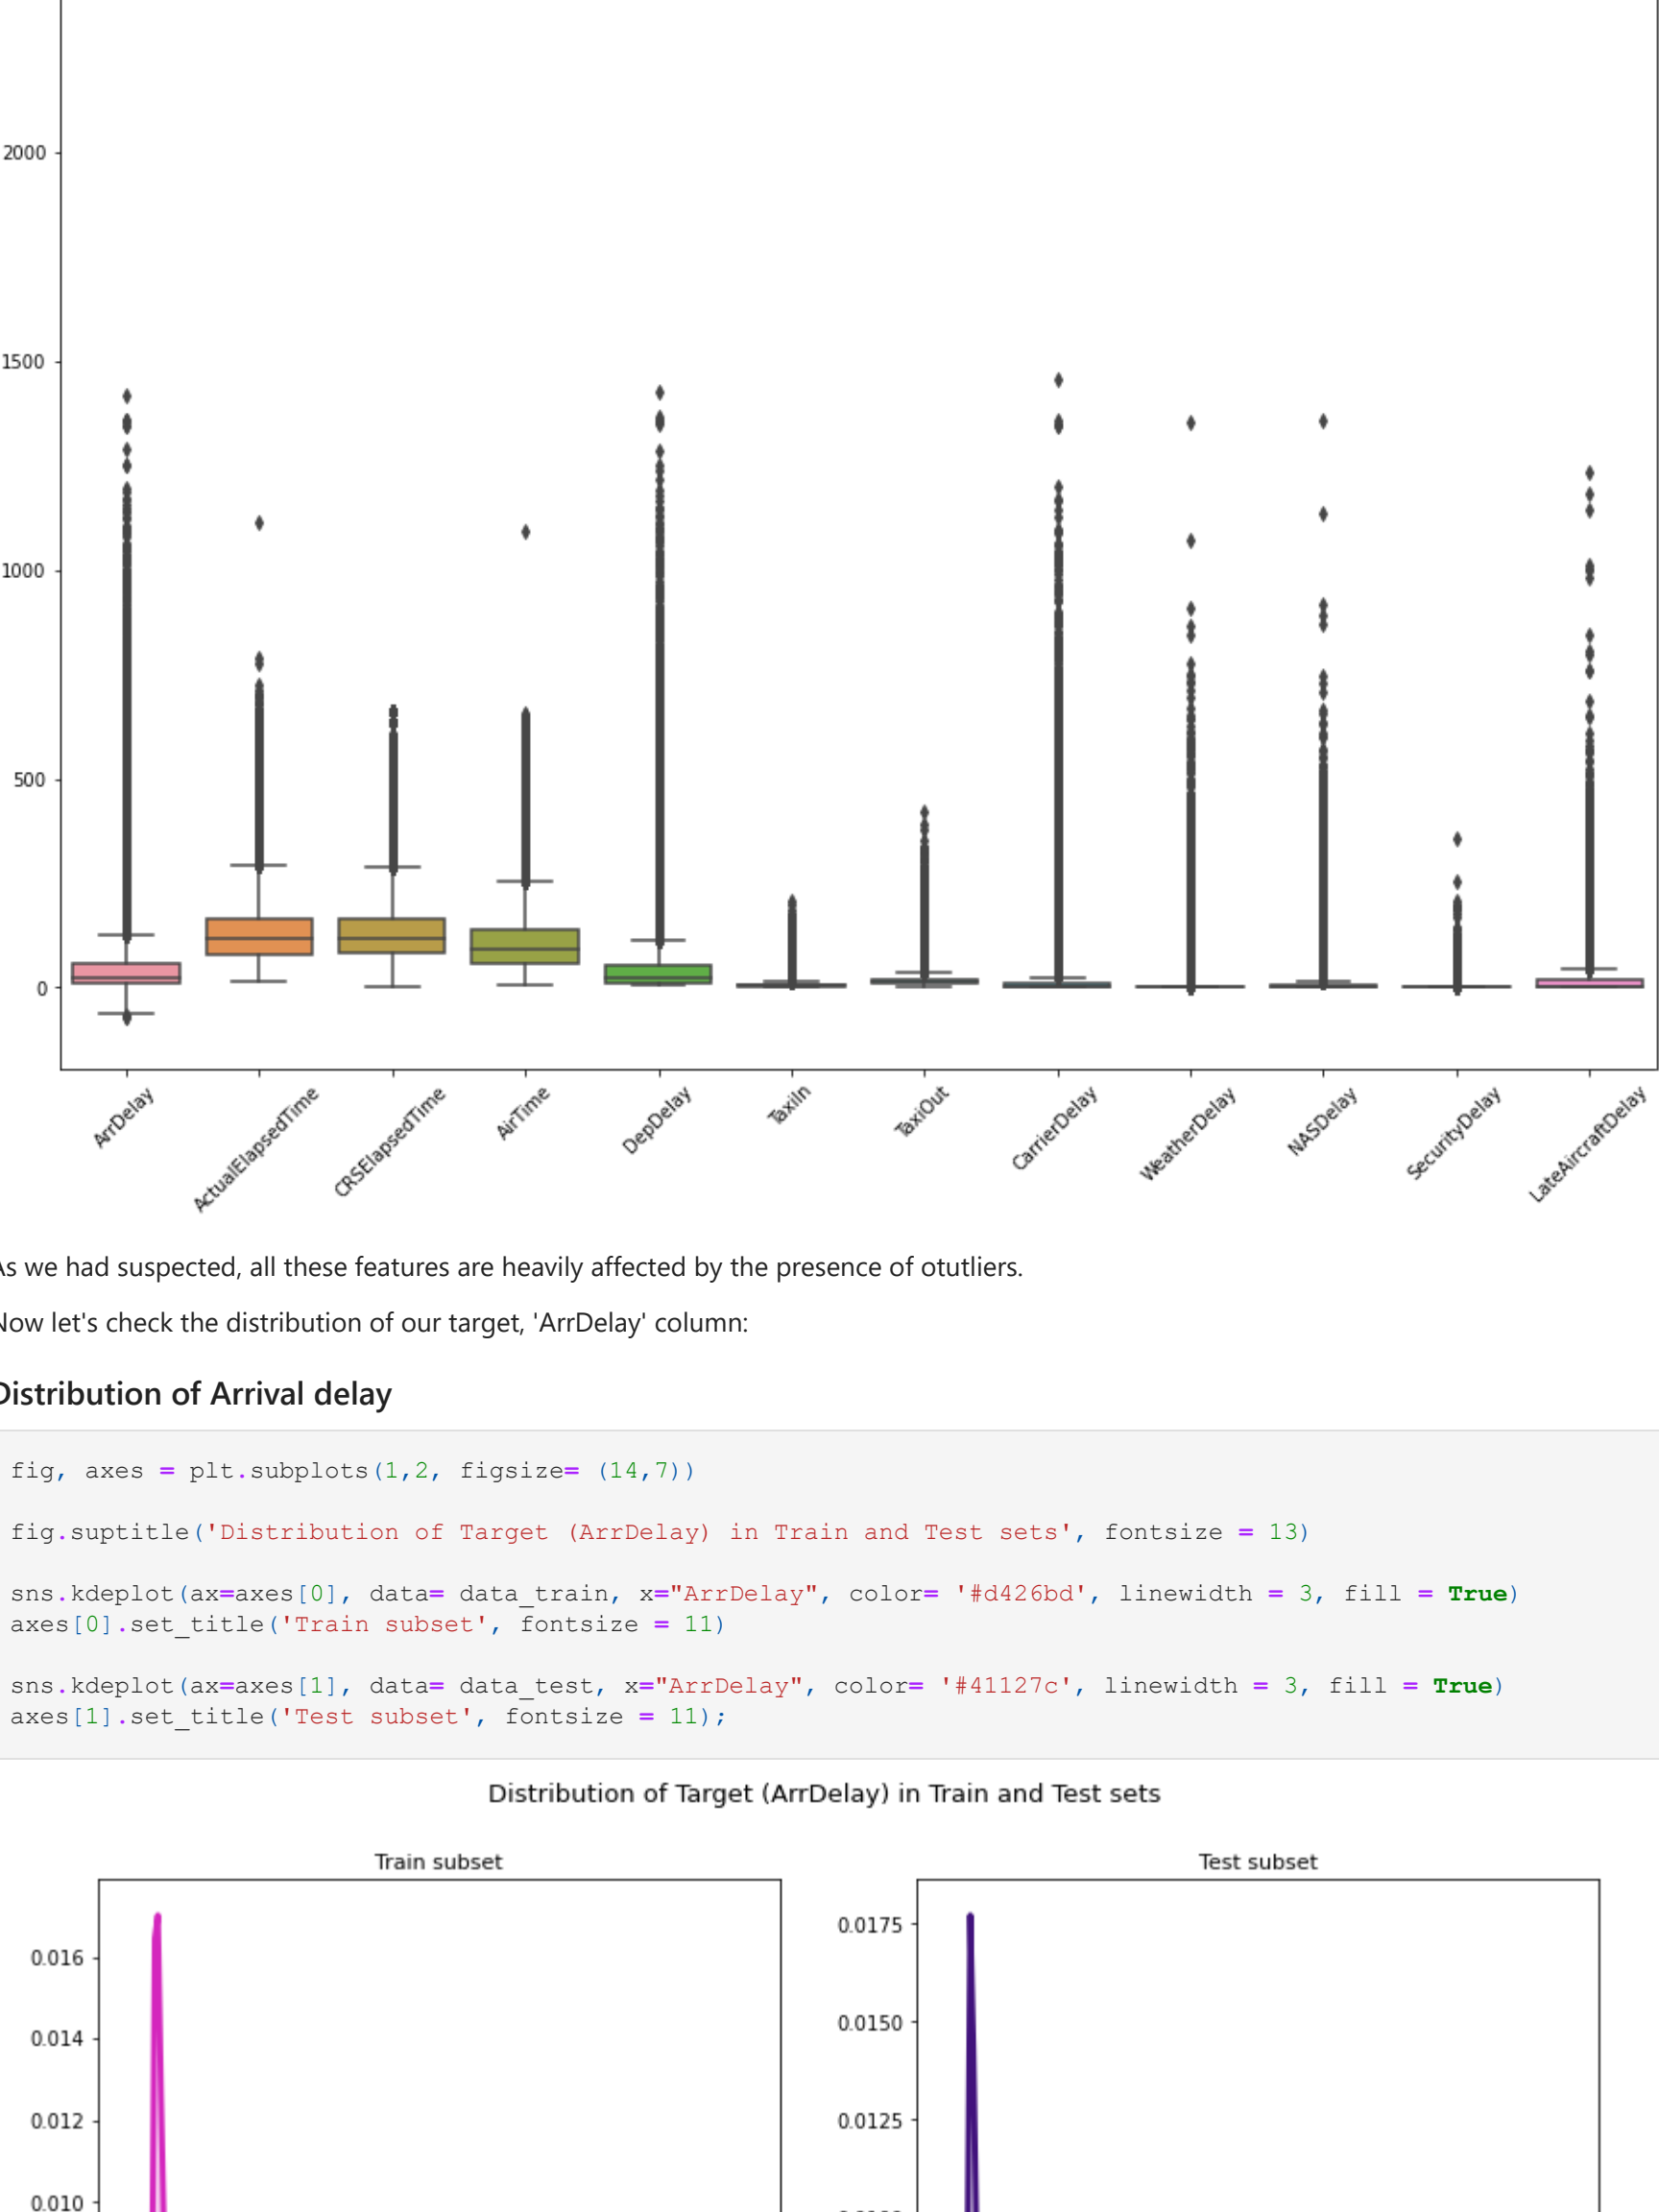 2000
1500
1000
500
0
ArrDelay
ActualElapsedTime
CRSElapsedTime
AirTime
DepDelay
TaxiIn
TaxiOut
CarrierDelay
WeatherDelay
NASDelay
SecurityDelay
LateAircraftDelay
As we had suspected, all these features are heavily affected by the presence of otutliers.
Now let's check the distribution of our target, 'ArrDelay' column:
Distribution of Arrival delay
fig, axes = plt.subplots(1,2, figsize= (14,7))
fig.suptitle('Distribution of Target (ArrDelay) in Train and Test sets', fontsize = 13)
sns.kdeplot(ax=axes[0], data= data_train, x="ArrDelay", color= '#d426bd', linewidth = 3, fill = True)
axes[0].set_title('Train subset', fontsize = 11)
sns.kdeplot(ax=axes[1], data= data_test, x="ArrDelay", color= '#41127c', linewidth = 3, fill = True)
axes[1].set_title('Test subset', fontsize = 11);
Distribution of Target (ArrDelay) in Train and Test sets
Train subset
0.016
0.014
0.012
0.010
Test subset
0.0175
0.0150
0.0125